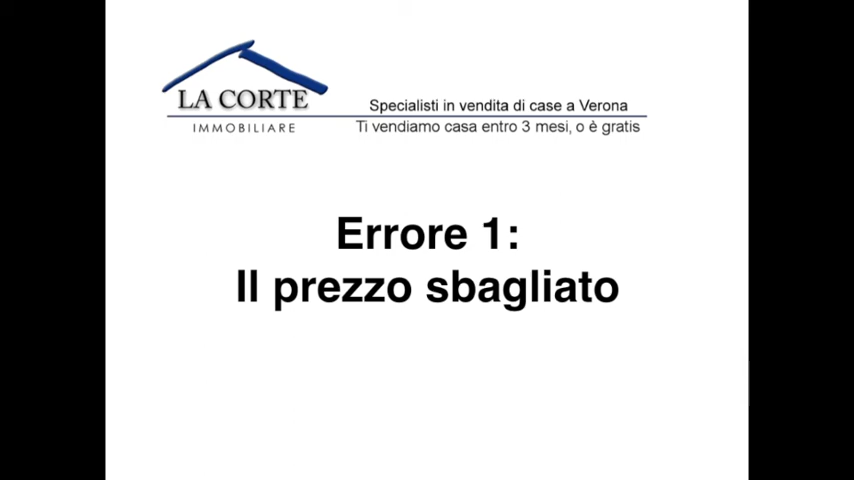 LA CORTE
IMMOBILIARE
Specialisti in vendita di case a Verona
Ti vendiamo casa entro 3 mesi, o è gratis
Errore 1:
Il prezzo sbagliato